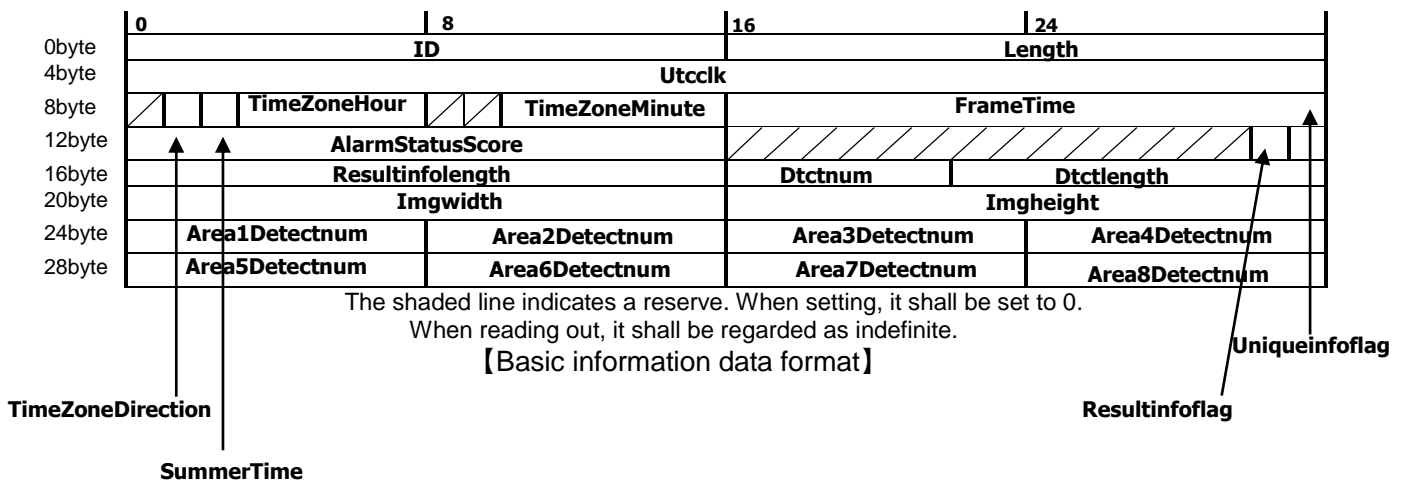 0 8 16 24
0byte ID Length
4byte Utcclk
8byte TimeZoneHour TimeZoneMinute FrameTime
12byte AlarmStatusScore
16byte Resultinfolength Dtctnum Dtctlength
20byte Imgwidth Imgheight
24byte Area1Detectnum Area2Detectnum Area3Detectnum Area4Detectnum
28byte Area5Detectnum Area6Detectnum Area7Detectnum Area8Detectnum
The shaded line indicates a reserve. When setting, it shall be set to 0.
When reading out, it shall be regarded as indefinite.
【Basic information data format】
Uniqueinfoflag
TimeZoneDirection
Resultinfoflag
SummerTime